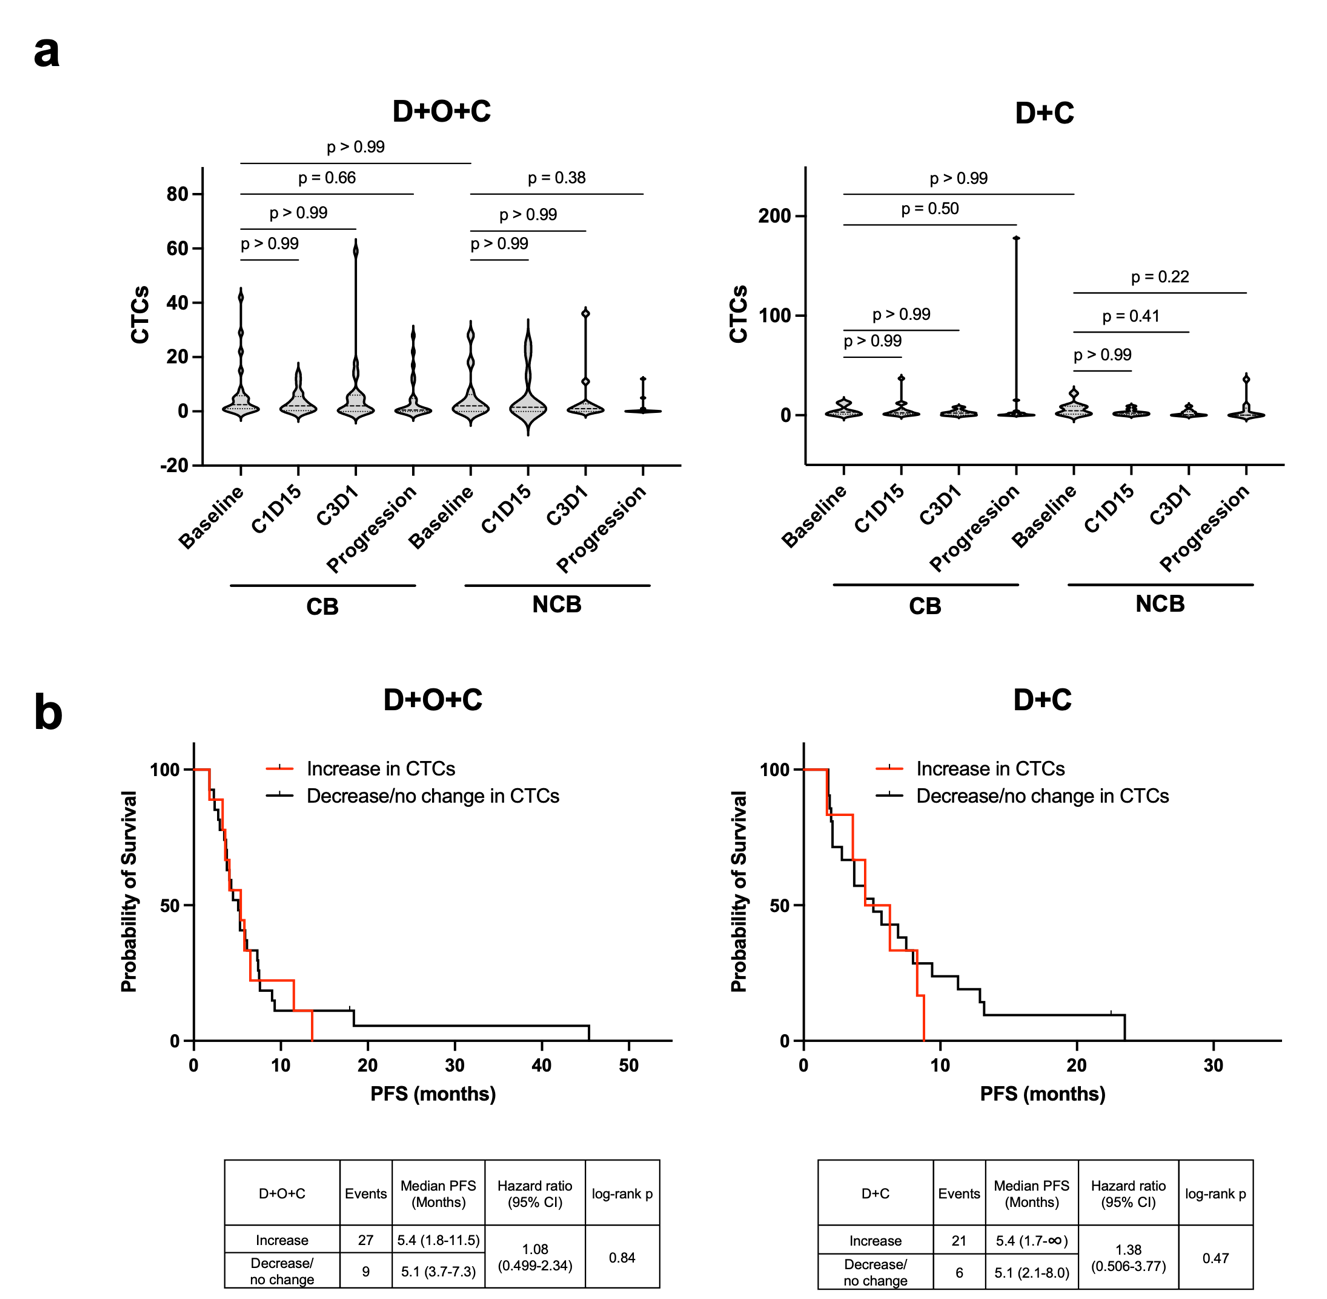 a
D+O+C
D+C
p > 0.99
p = 0.66
p = 0.38
p > 0.99
p > 0.99
p > 0.99
p > 0.99
80
60
40
20
0
-20
CTCs
Baseline
C1D15
C3D1
Progression
Baseline
C1D15
C3D1
Progression
CB
NCB
p > 0.99
p = 0.50
p = 0.22
p > 0.99
p = 0.41
p > 0.99
p > 0.99
200
100
0
CTCs
Baseline
C1D15
C3D1
Progression
Baseline
C1D15
C3D1
Progression
CB
NCB
b
D+O+C
Increase in CTCs
Decrease/no change in CTCs
100
50
0
Probability of Survival
0 10 20 30 40 50
PFS (months)
D+C
Increase in CTCs
Decrease/no change in CTCs
100
50
0
Probability of Survival
0 10 20 30
PFS (months)
D+O+C Events Median PFS (Months) Hazard ratio (95% CI) log-rank p
Increase 27 5.4 (1.8-11.5) 1.08 (0.499-2.34) 0.84
Decrease/ no change 9 5.1 (3.7-7.3)
D+C Events Median PFS (Months) Hazard ratio (95% CI) log-rank p
Increase 21 5.4 (1.7-∞) 1.38 (0.506-3.77) 0.47
Decrease/ no change 6 5.1 (2.1-8.0)